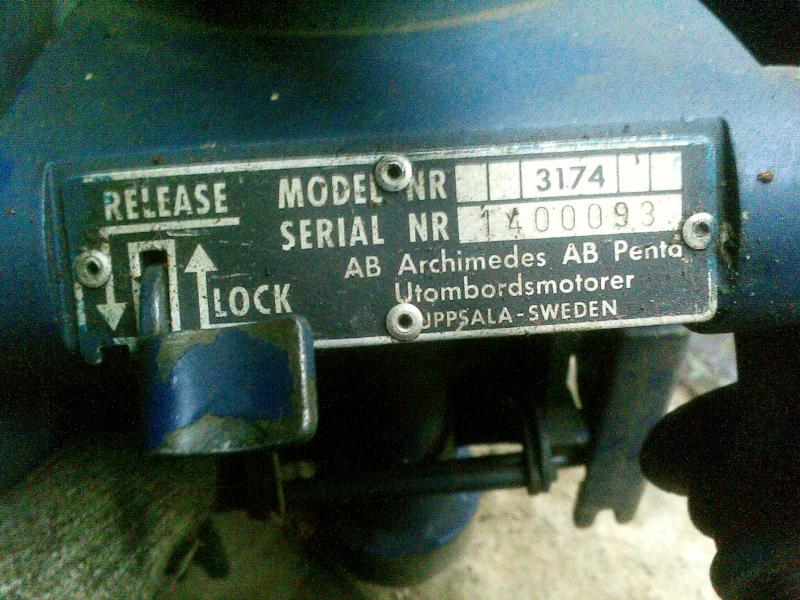 RELEASE
LOCK
MODEL NR 3174
SERIAL NR 1400093
AB Archimedes AB Penta
Utombordsmotorer
UPPSALA-SWEDEN